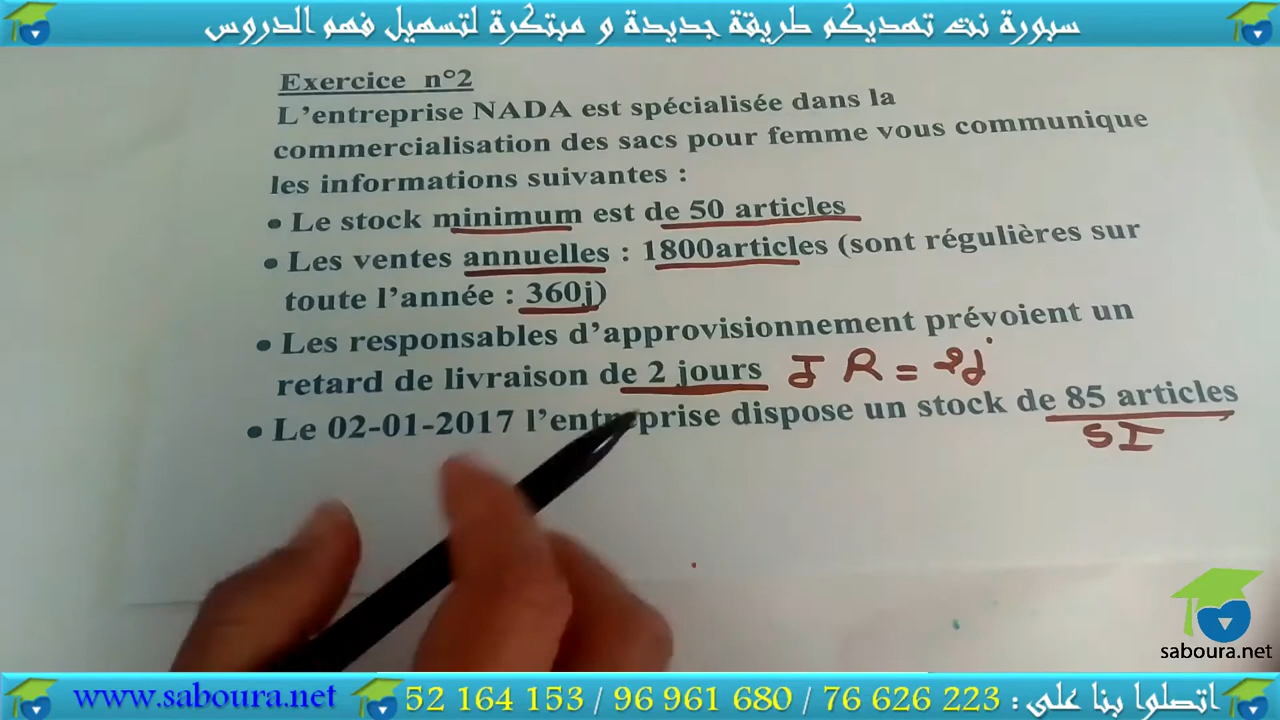 سبورة نت تهديكم طريقة جديدة و مبتكرة لتسهيل فهم الدروس
Exercice n°2
L’entreprise NADA est spécialisée dans la
commercialisation des sacs pour femme vous communique
les informations suivantes :
• Le stock minimum est de 50 articles
• Les ventes annuelles : 1800articles (sont régulières sur
toute l’année : 360j)
• Les responsables d’approvisionnement prévoient un
retard de livraison de 2 jours J R = 2j
• Le 02-01-2017 l’entreprise dispose un stock de 85 articles
SI
saboura.net
www.saboura.net 52 164 153 / 96 961 680 / 76 626 223 : اتصلوا بنا على